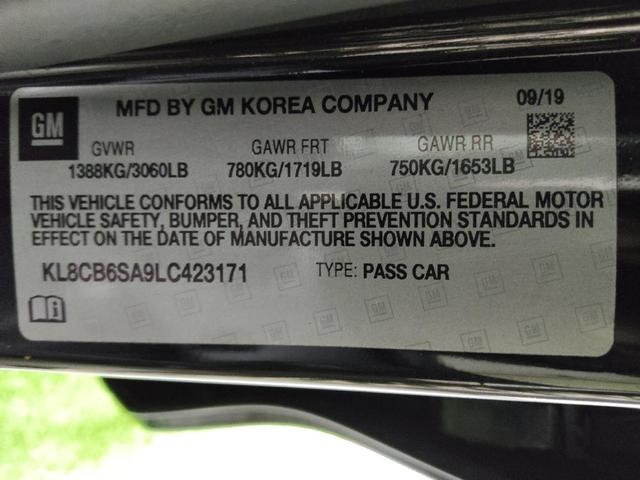 GM
MFD BY GM KOREA COMPANY
09/19
GVWR
GAWR FRT
GAWR RR
1388KG/3060LB
780KG/1719LB
750KG/1653LB
THIS VEHICLE CONFORMS TO ALL APPLICABLE U.S. FEDERAL MOTOR
VEHICLE SAFETY, BUMPER, AND THEFT PREVENTION STANDARDS IN
EFFECT ON THE DATE OF MANUFACTURE SHOWN ABOVE.
KL8CB6SA9LC423171
TYPE: PASS CAR